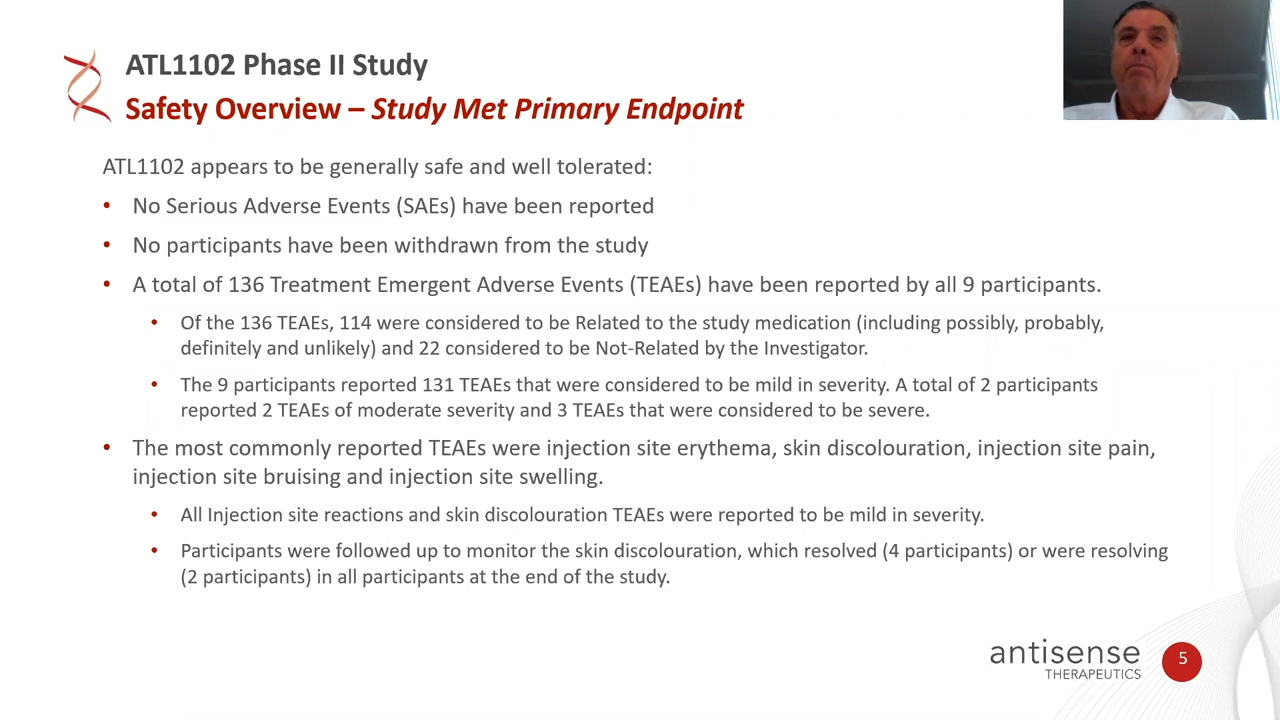 ATL1102 Phase II Study
Safety Overview – Study Met Primary Endpoint
ATL1102 appears to be generally safe and well tolerated:
• No Serious Adverse Events (SAEs) have been reported
• No participants have been withdrawn from the study
• A total of 136 Treatment Emergent Adverse Events (TEAEs) have been reported by all 9 participants.
• Of the 136 TEAEs, 114 were considered to be Related to the study medication (including possibly, probably,
definitely and unlikely) and 22 considered to be Not-Related by the Investigator.
• The 9 participants reported 131 TEAEs that were considered to be mild in severity. A total of 2 participants
reported 2 TEAEs of moderate severity and 3 TEAEs that were considered to be severe.
• The most commonly reported TEAEs were injection site erythema, skin discolouration, injection site pain,
injection site bruising and injection site swelling.
• All Injection site reactions and skin discolouration TEAEs were reported to be mild in severity.
• Participants were followed up to monitor the skin discolouration, which resolved (4 participants) or were resolving
(2 participants) in all participants at the end of the study.
antisense
THERAPEUTICS
5